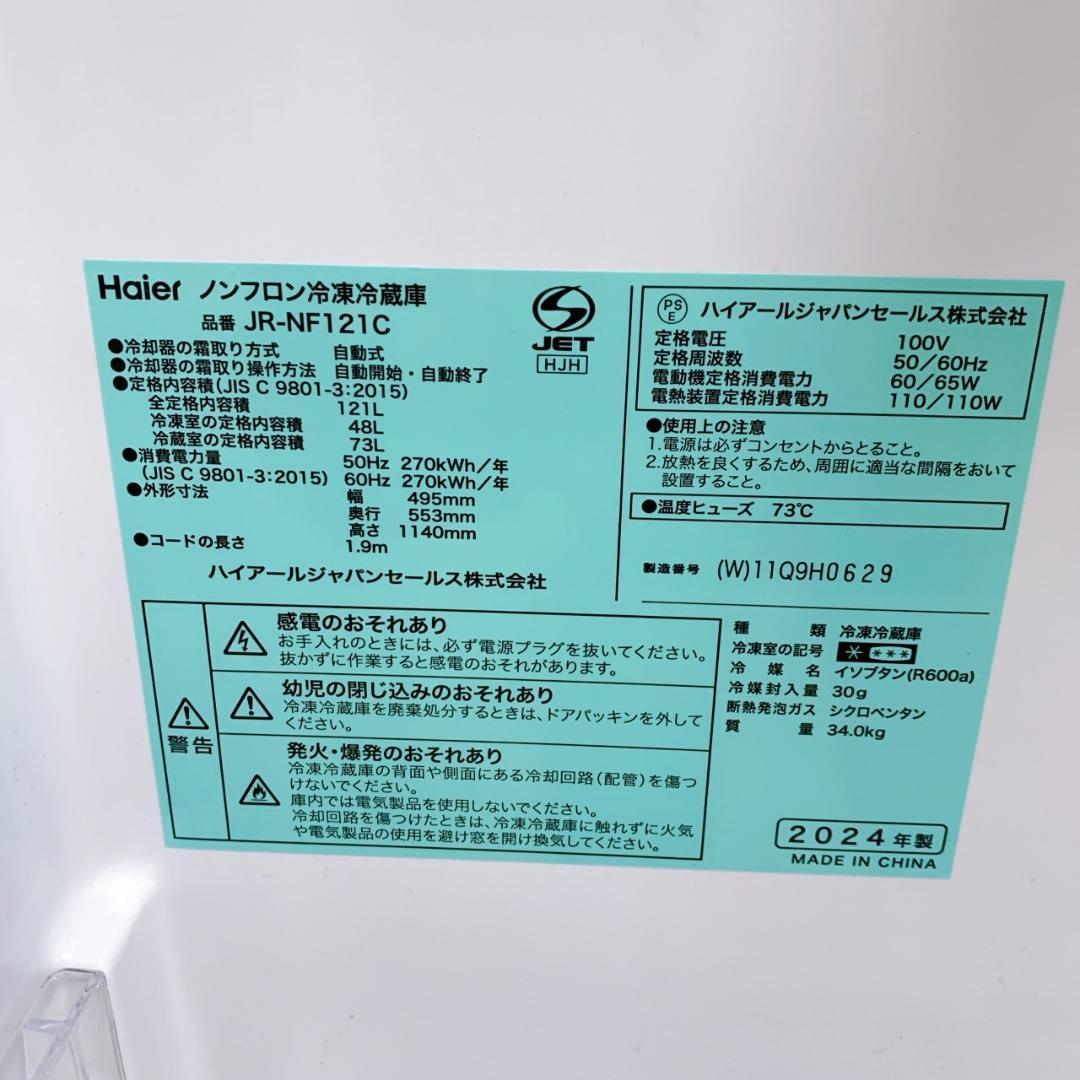 Haier ノンフロン冷凍冷蔵庫
品番 JR-NF121C
●冷却器の霜取り方式 自動式
●冷却器の霜取り操作方法 自動開始・自動終了
●定格内容積(JIS C 9801-3:2015)
全定格内容積 121L
冷凍室の定格内容積 48L
冷蔵室の定格内容積 73L
●消費電力量 50Hz 270kWh/年
(JIS C 9801-3:2015) 60Hz 270kWh/年
●外形寸法 幅 495mm
奥行 553mm
高さ 1140mm
●コードの長さ 1.9m
ハイアールジャパンセールス株式会社
JET
HJH
PS
E
ハイアールジャパンセールス株式会社
定格電圧 100V
定格周波数 50/60Hz
電動機定格消費電力 60/65W
電熱装置定格消費電力 110/110W
●使用上の注意
1.電源は必ずコンセントからとること。
2.放熱を良くするため、周囲に適当な間隔をおいて
設置すること。
●温度ヒューズ 73℃
製造番号 (W)11Q9H0629
警告
感電のおそれあり
お手入れのときには、必ず電源プラグを抜いてください。
抜かずに作業すると感電のおそれがあります。
幼児の閉じ込みのおそれあり
冷凍冷蔵庫を廃棄処分するときは、ドアパッキンを外して
ください。
発火・爆発のおそれあり
冷凍冷蔵庫の背面や側面にある冷却回路(配管)を傷つ
けないでください。
庫内では電気製品を使用しないでください。
冷却回路を傷つけたときは、冷凍冷蔵庫に触れずに火気
や電気製品の使用を避け窓を開け換気してください。
種類 冷凍冷蔵庫
冷凍室の記号 * ***
冷媒名 イソブタン(R600a)
冷媒封入量 30g
断熱発泡ガス シクロペンタン
質量 34.0kg
2024年製
MADE IN CHINA